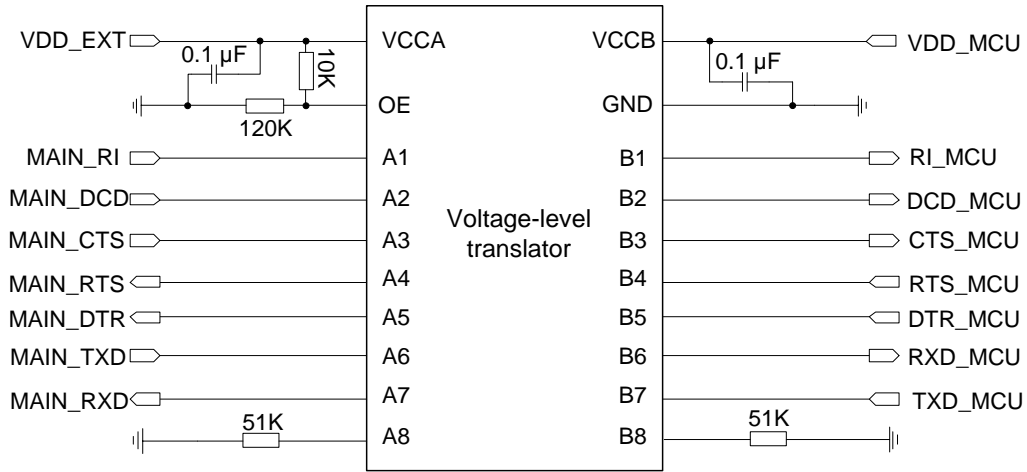 VDD_EXT VCCA VCCB VDD_MCU
0.1 µF 10K 0.1 µF
OE GND
120K
MAIN_RI A1 B1 RI_MCU
MAIN_DCD A2 B2 DCD_MCU
Voltage-level
translator
MAIN_CTS A3 B3 CTS_MCU
MAIN_RTS A4 B4 RTS_MCU
MAIN_DTR A5 B5 DTR_MCU
MAIN_TXD A6 B6 RXD_MCU
MAIN_RXD A7 B7 TXD_MCU
51K 51K
A8 B8